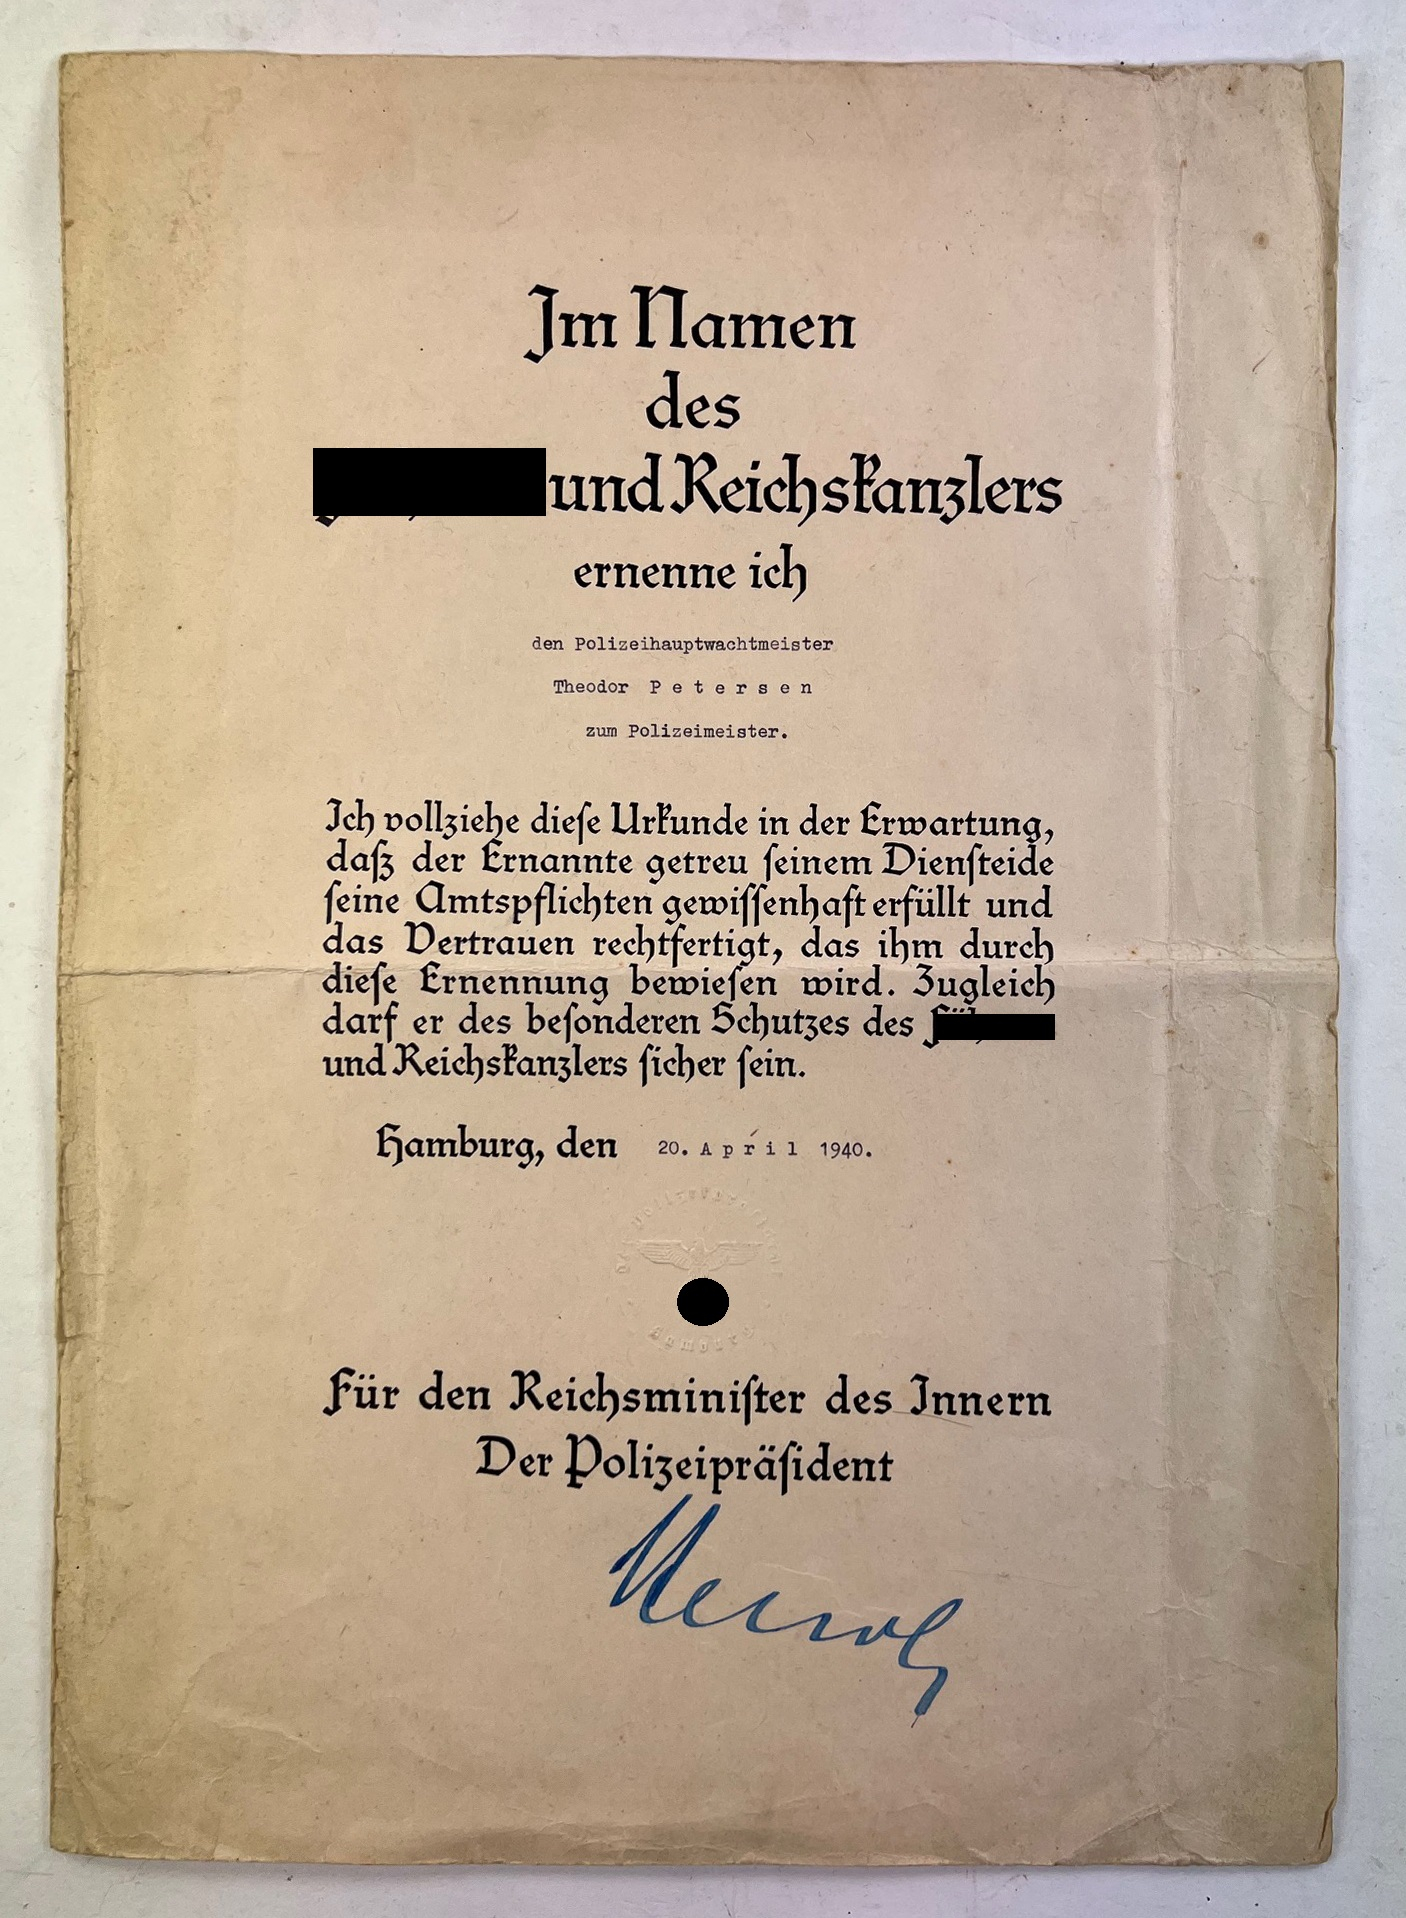 Im Namen
des
und Reichskanzlers
ernenne ich
den Polizeihauptwachtmeister
Theodor P e t e r s e n
zum Polizeimeister.
Ich vollziehe dieſe Urkunde in der Erwartung,
daß der Ernannte getreu ſeinem Dienſteide
ſeine Amtspflichten gewiſſenhaft erfüllt und
das Vertrauen rechtfertigt, das ihm durch
dieſe Ernennung bewieſen wird. Zugleich
darf er des beſonderen Schutzes des
und Reichskanzlers ſicher ſein.
Hamburg, den 20. A p r i l 1940.
Hamburg
Für den Reichsminiſter des Innern
Der Polizeipräſident